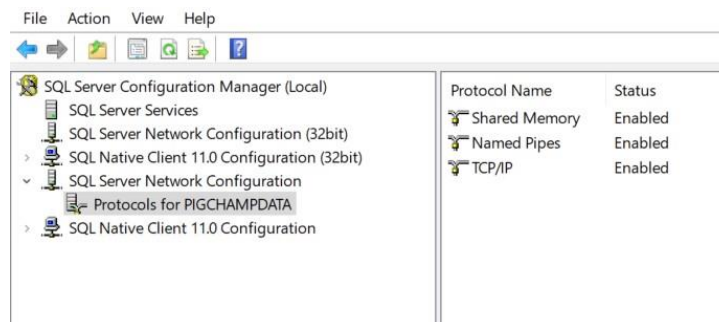 File Action View Help
SQL Server Configuration Manager (Local)
SQL Server Services
SQL Server Network Configuration (32bit)
SQL Native Client 11.0 Configuration (32bit)
SQL Server Network Configuration
Protocols for PIGCHAMPDATA
SQL Native Client 11.0 Configuration
Protocol Name Status
Shared Memory Enabled
Named Pipes Enabled
TCP/IP Enabled